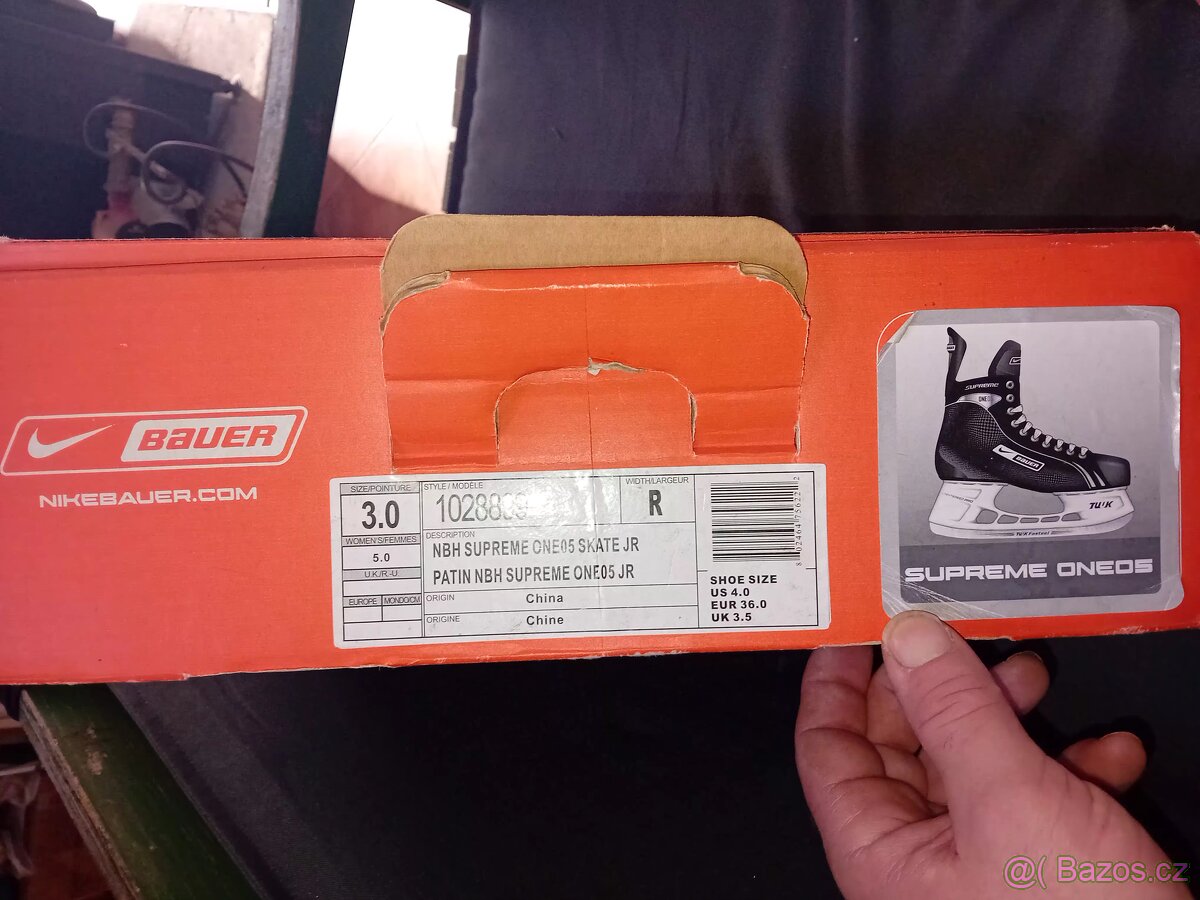 BAUER
NIKEBAUER.COM
SIZE/POINTURE
3.0
WOMEN'S/FEMMES
5.0
U.K./R.-U.
EUROPE MONDO/CM
STYLE / MODÈLE
WIDTH/LARGEUR
R
DESCRIPTION
NBH SUPREME ONE05 SKATE JR
PATIN NBH SUPREME ONE05 JR
ORIGIN China
ORIGINE Chine
SHOE SIZE
US 4.0
EUR 36.0
UK 3.5
SUPREME
BAUER
TUUK
SUPREME ONE05
@( Bazos.cz